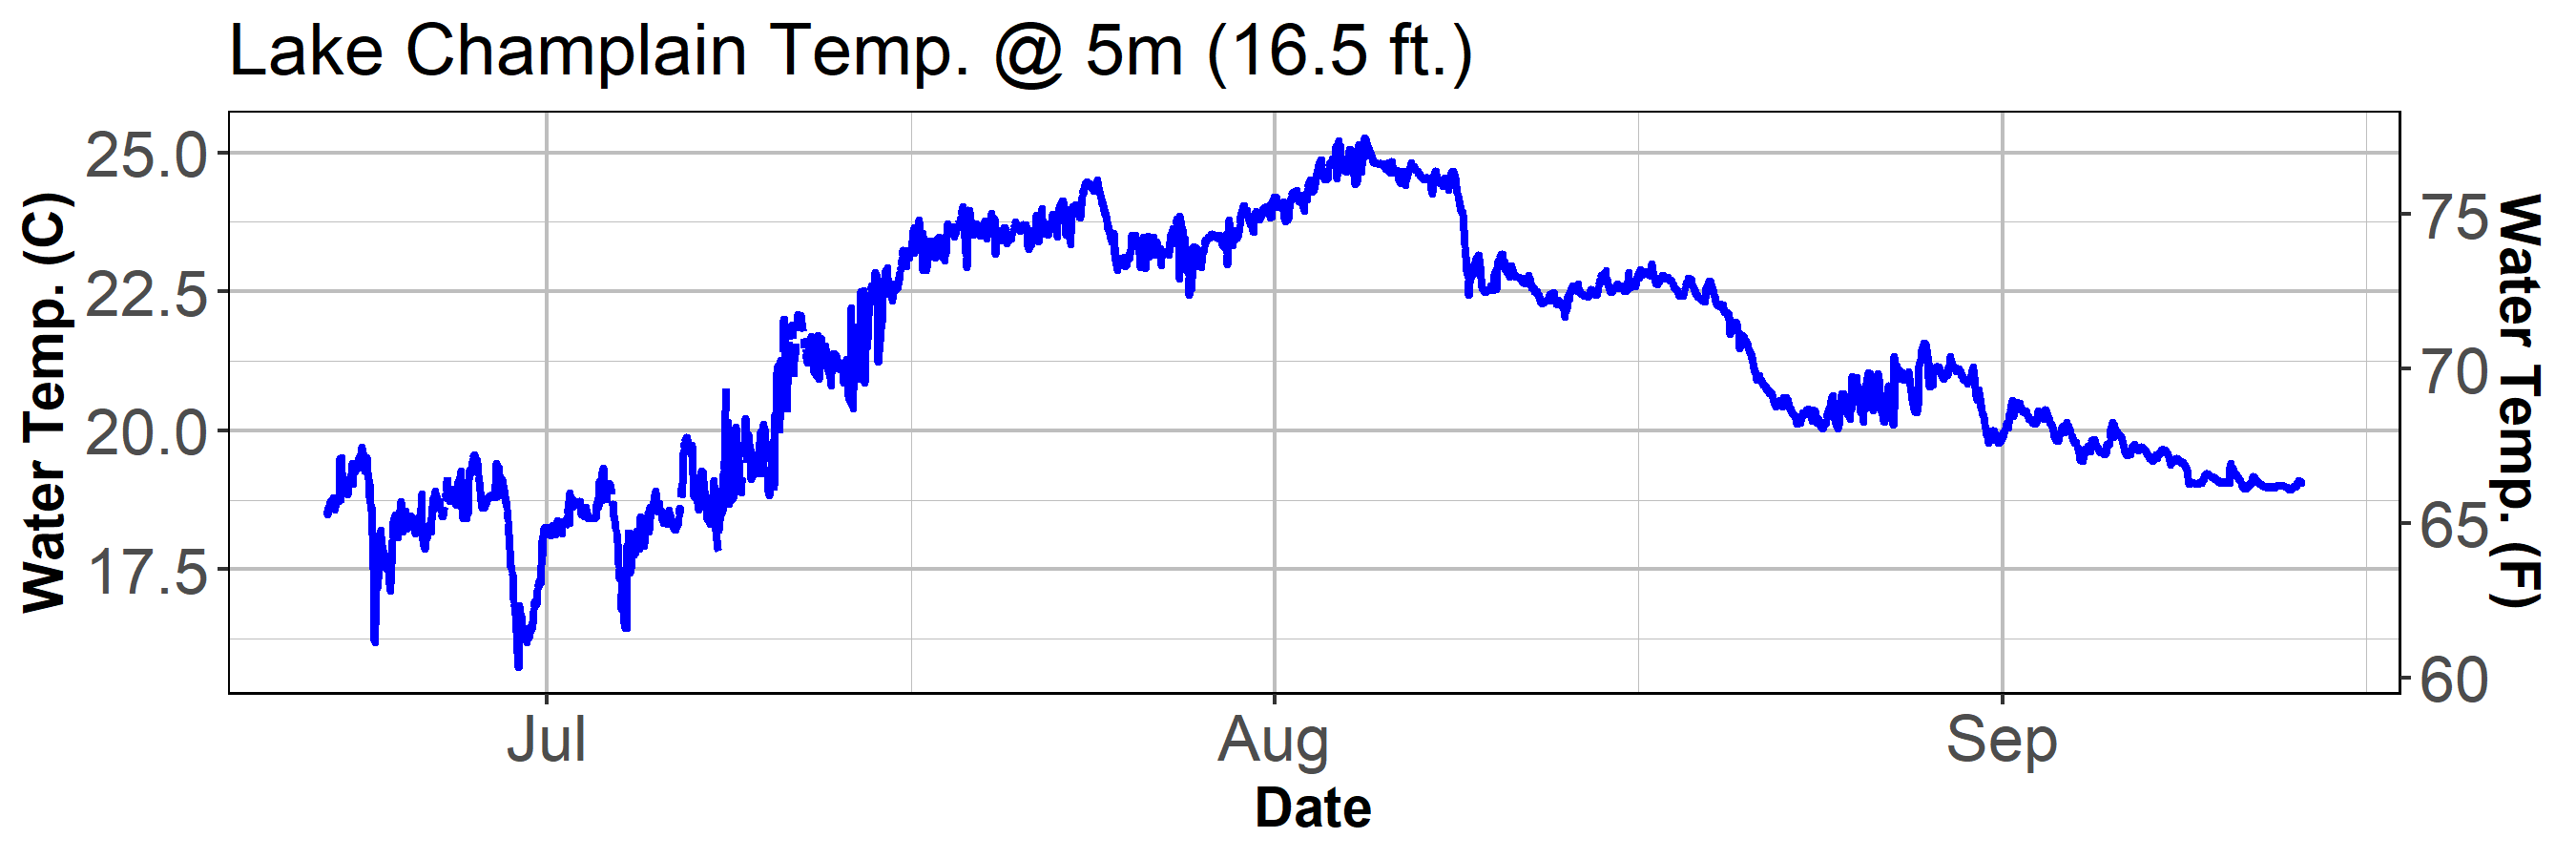 Lake Champlain Temp. @ 5m (16.5 ft.)
Water Temp. (C)
25.0
22.5
20.0
17.5
75
70
65
60
Water Temp. (F)
Jul
Aug
Sep
Date